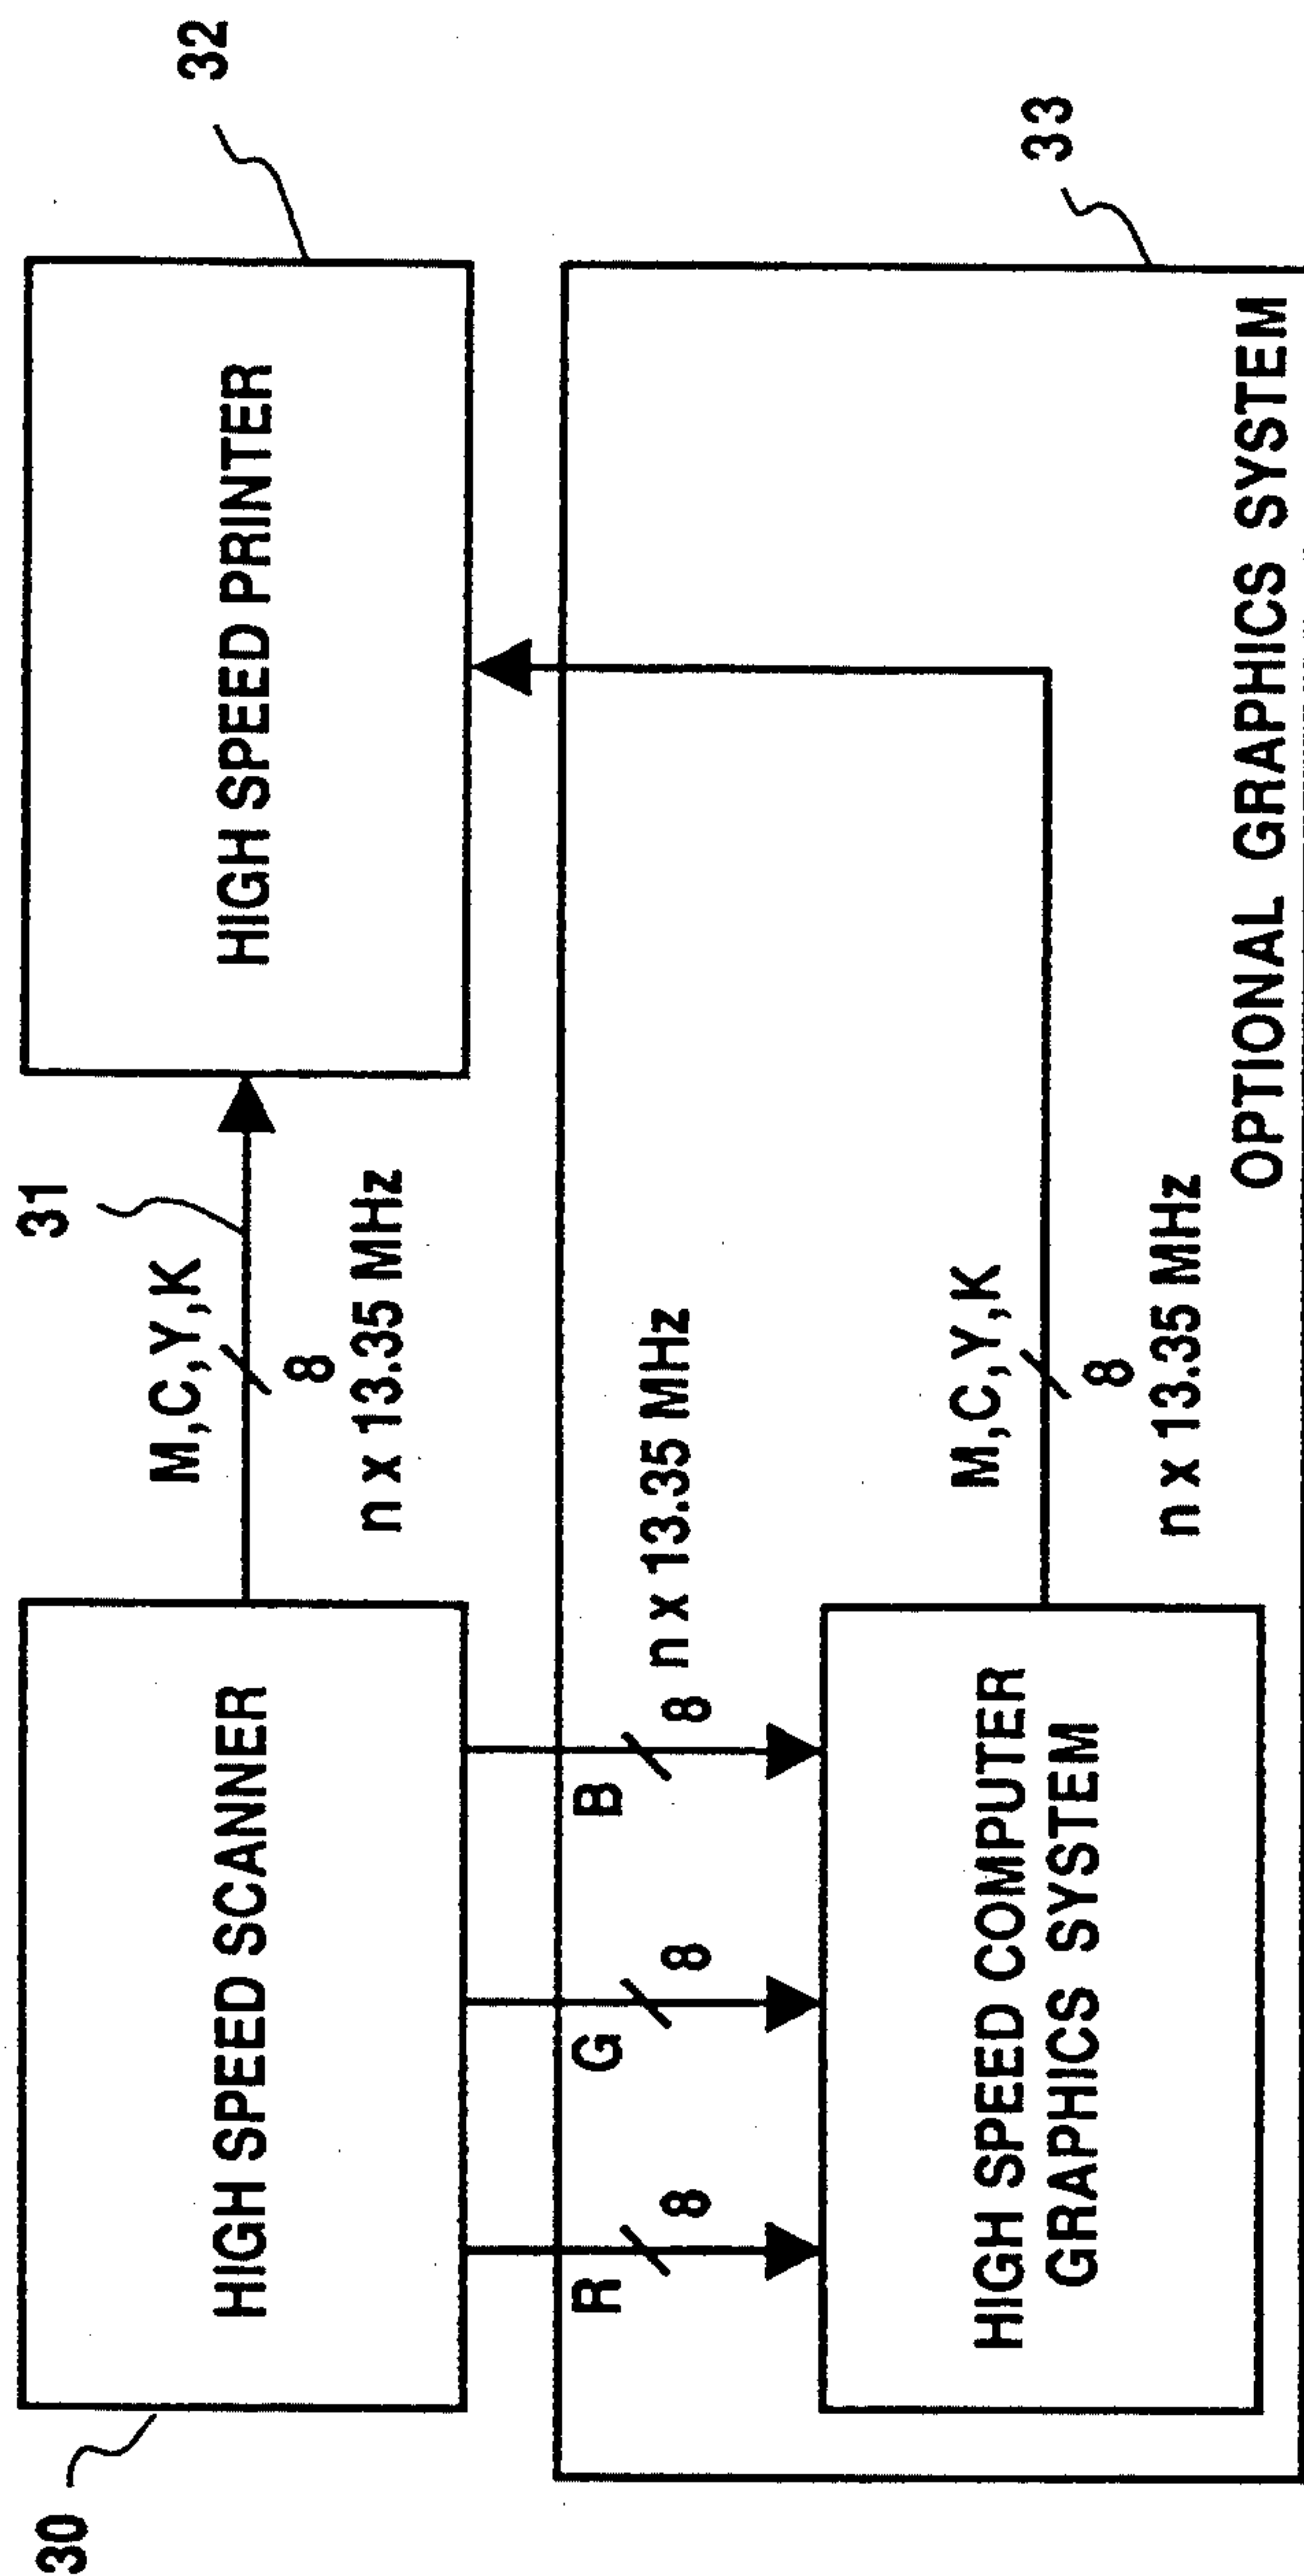 30
HIGH SPEED SCANNER
M,C,Y,K
31
8
n x 13.35 MHz
HIGH SPEED PRINTER
32
R
8
G
8
B
8
n x 13.35 MHz
HIGH SPEED COMPUTER
GRAPHICS SYSTEM
M,C,Y,K
8
n x 13.35 MHz
OPTIONAL GRAPHICS SYSTEM
33